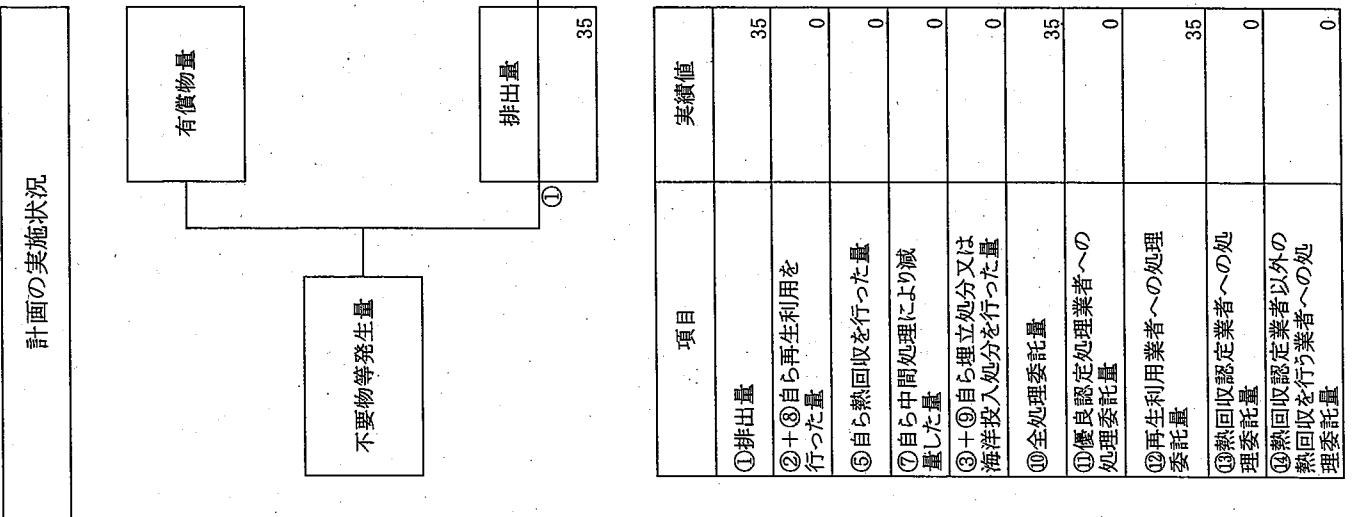 計画の実施状況
有償物量
不要物等発生量
排出量
①
35
項目
実績値
①排出量
35
②+⑧自ら再生利用を
行った量
0
⑤自ら熱回収を行った量
0
⑦自ら中間処理により減
量した量
0
③+⑨自ら埋立処分又は
海洋投入処分を行った量
0
⑩全処理委託量
35
⑪優良認定処理業者への
処理委託量
0
⑫再生利用業者への処理
委託量
35
⑬熱回収認定業者への処
理委託量
0
⑭熱回収認定業者以外の
熱回収を行う業者への処
理委託量
0